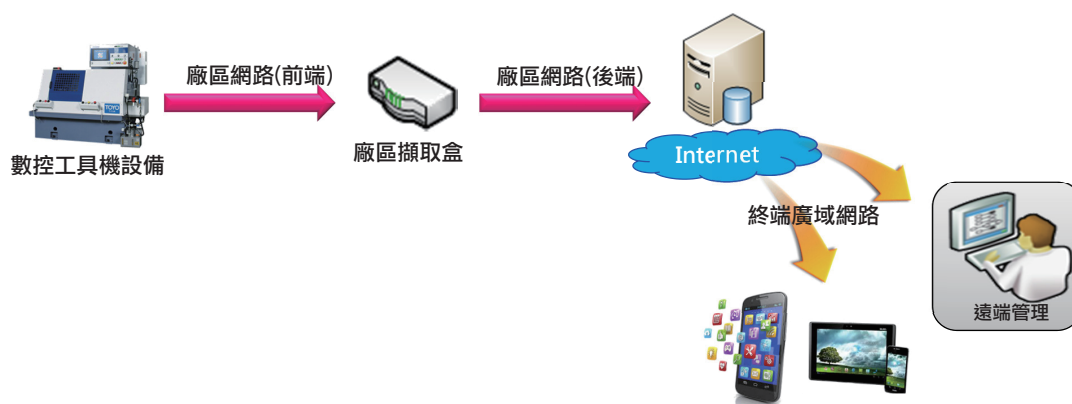 廠區網路(前端)
廠區網路(後端)
TOYO
數控工具機設備
廠區擷取盒
Internet
終端廣域網路
遠端管理